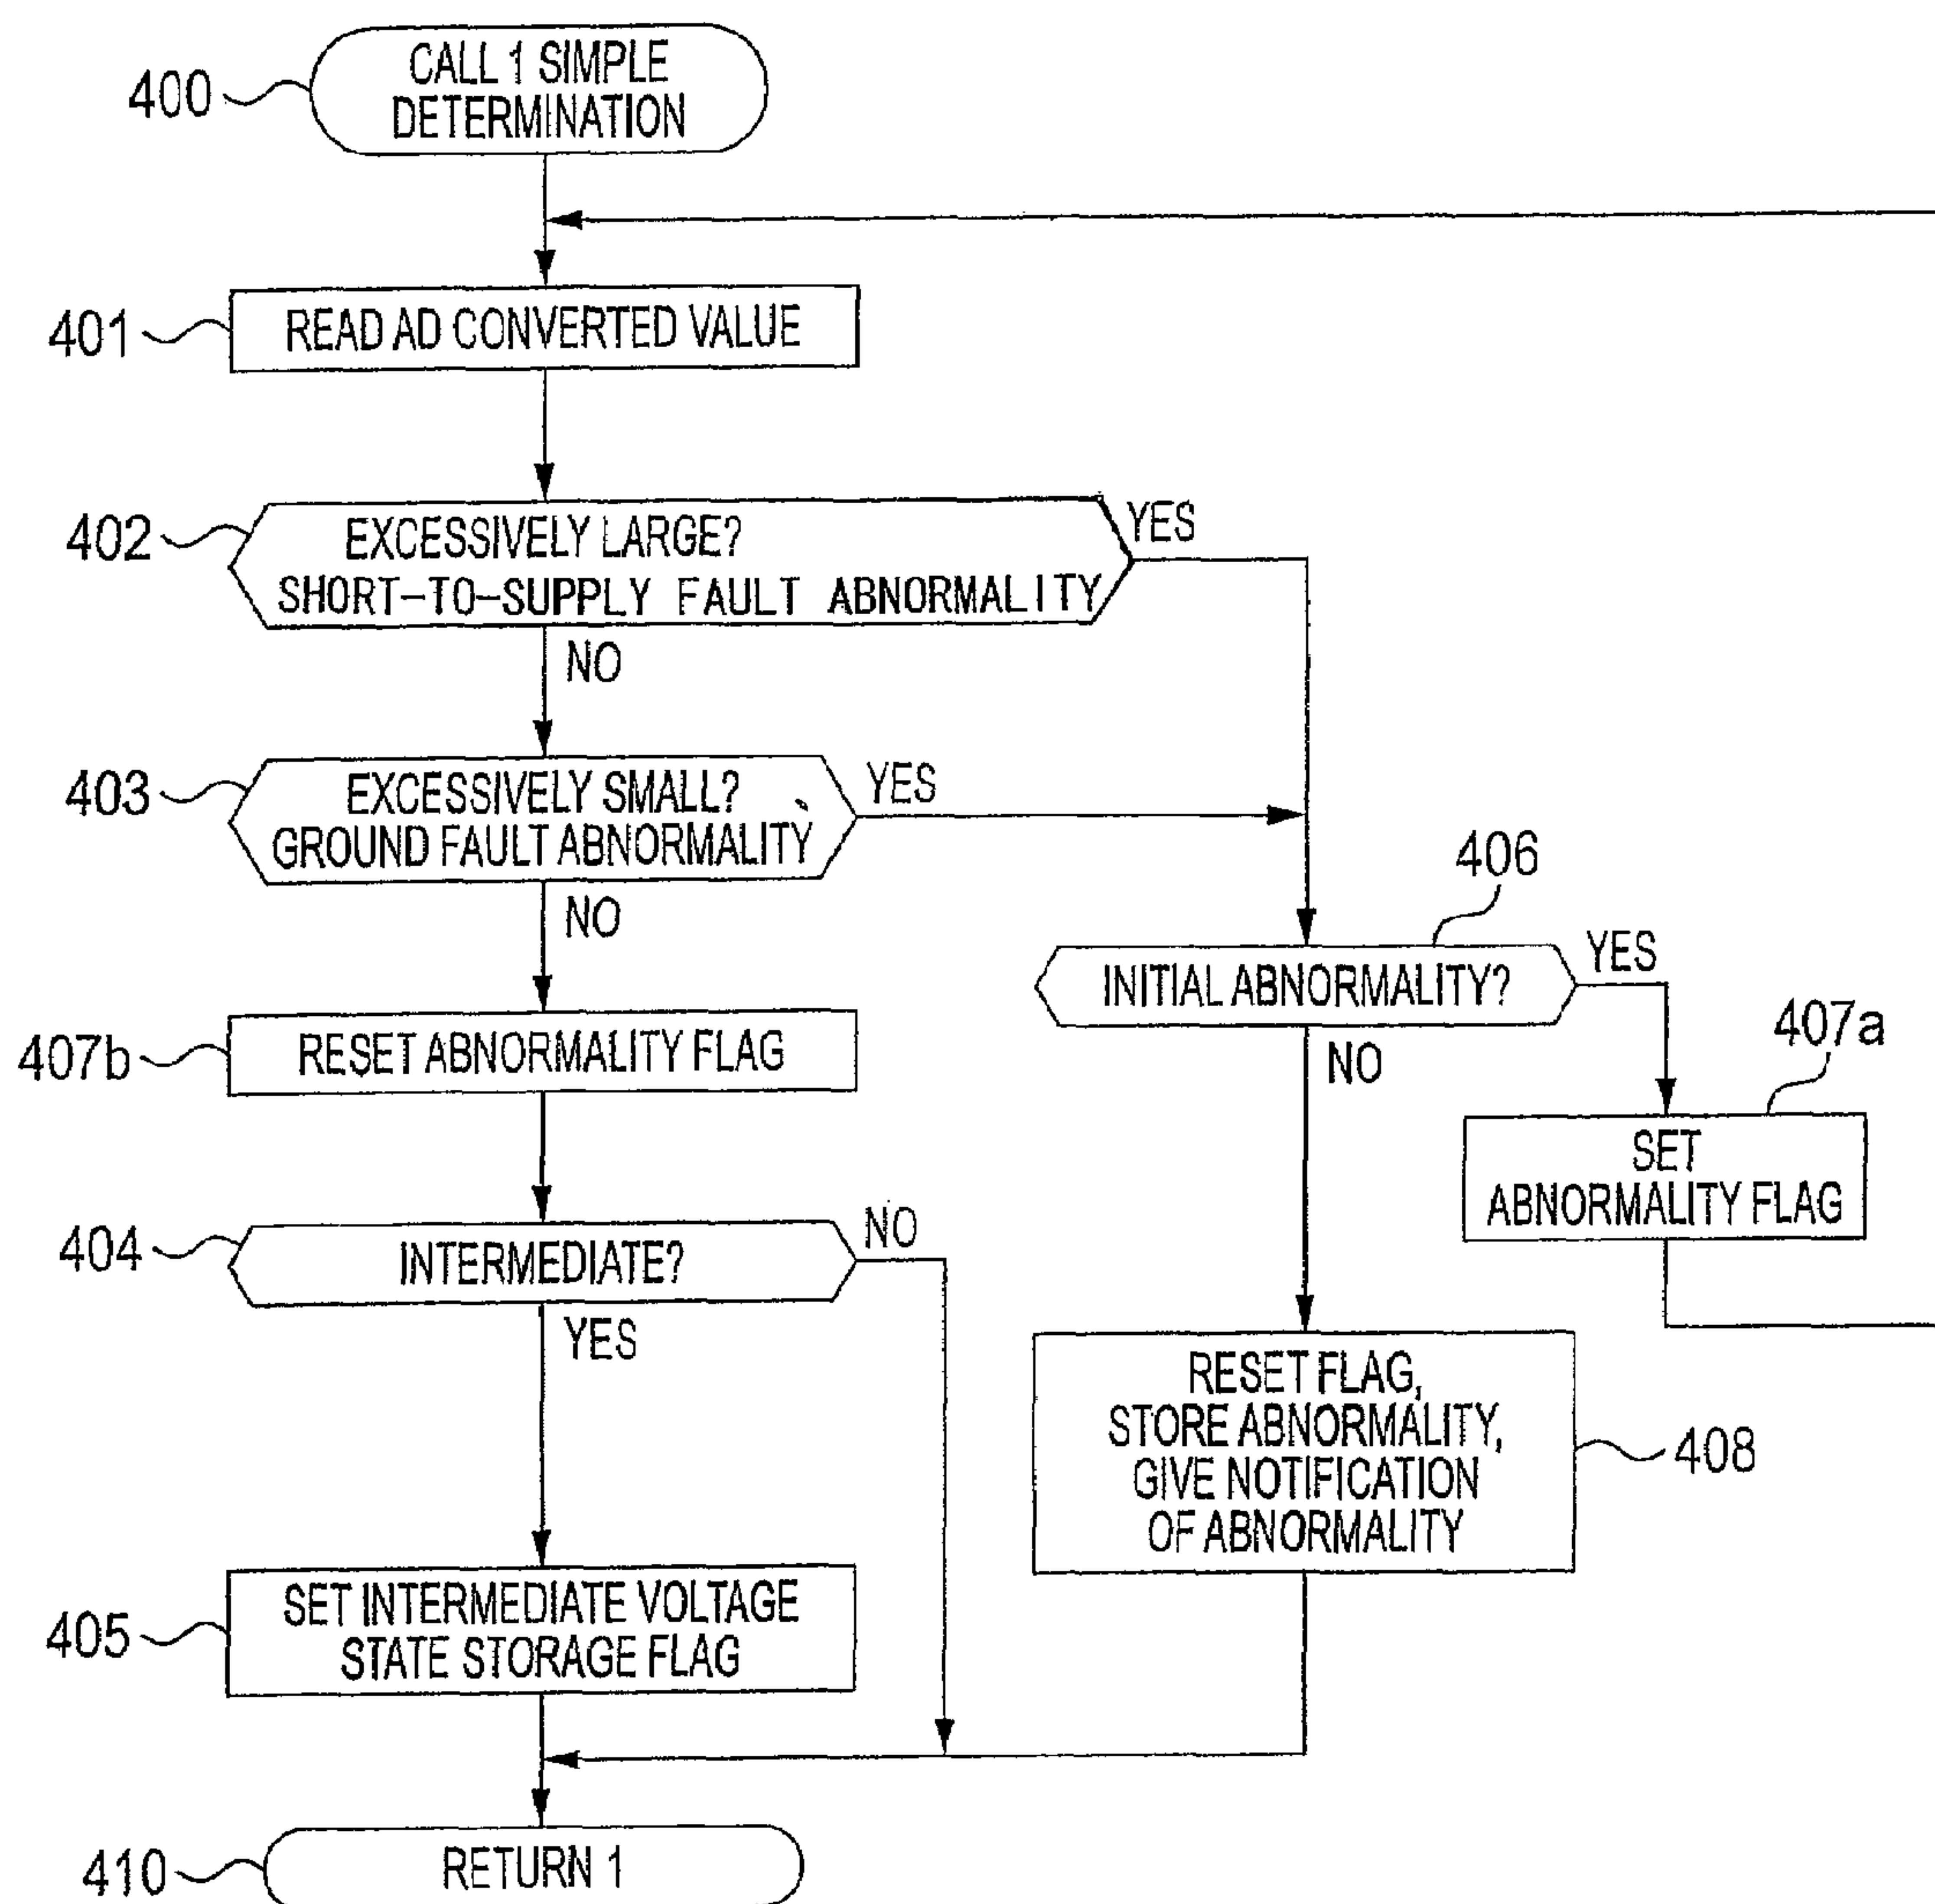 400
CALL 1 SIMPLE
DETERMINATION
401
READ AD CONVERTED VALUE
402
EXCESSIVELY LARGE?
SHORT-TO-SUPPLY FAULT ABNORMALITY
YES
NO
403
EXCESSIVELY SMALL?
GROUND FAULT ABNORMALITY
YES
NO
406
INITIAL ABNORMALITY?
YES
NO
407a
SET
ABNORMALITY FLAG
407b
RESET ABNORMALITY FLAG
404
INTERMEDIATE?
NO
YES
RESET FLAG,
STORE ABNORMALITY,
GIVE NOTIFICATION
OF ABNORMALITY
408
405
SET INTERMEDIATE VOLTAGE
STATE STORAGE FLAG
410
RETURN 1